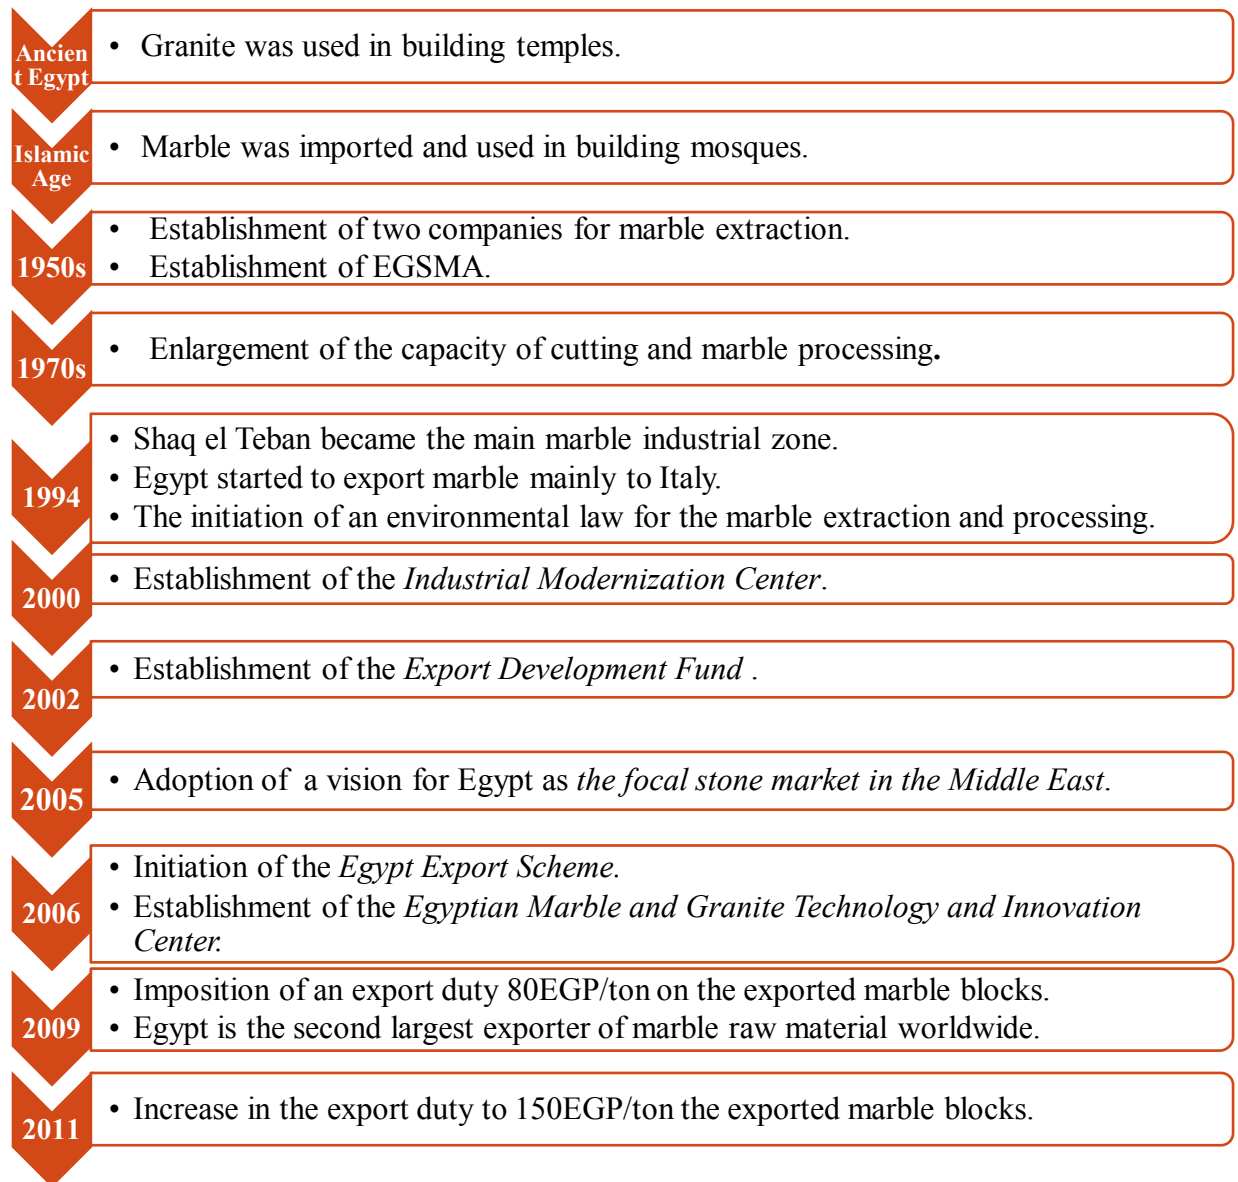 Ancien
t Egypt
• Granite was used in building temples.
Islamic
Age
• Marble was imported and used in building mosques.
1950s
• Establishment of two companies for marble extraction.
• Establishment of EGSMA.
1970s
• Enlargement of the capacity of cutting and marble processing.
1994
• Shaq el Teban became the main marble industrial zone.
• Egypt started to export marble mainly to Italy.
• The initiation of an environmental law for the marble extraction and processing.
2000
• Establishment of the Industrial Modernization Center.
2002
• Establishment of the Export Development Fund .
2005
• Adoption of a vision for Egypt as the focal stone market in the Middle East.
2006
• Initiation of the Egypt Export Scheme.
• Establishment of the Egyptian Marble and Granite Technology and Innovation
Center.
2009
• Imposition of an export duty 80EGP/ton on the exported marble blocks.
• Egypt is the second largest exporter of marble raw material worldwide.
2011
• Increase in the export duty to 150EGP/ton the exported marble blocks.